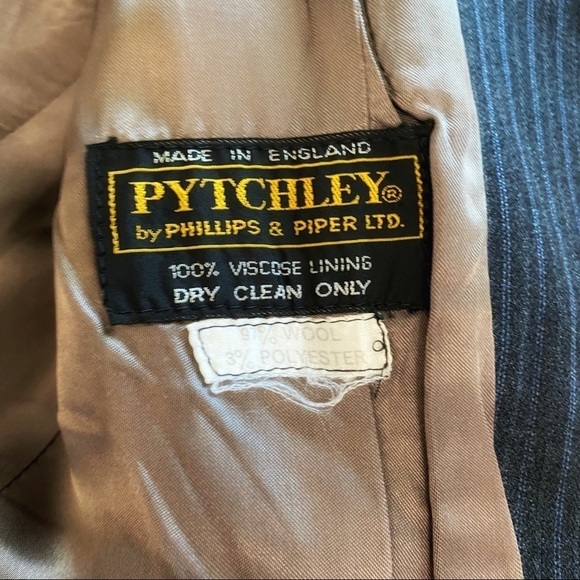 MADE IN ENGLAND
PYTCHLEY®
by PHILLIPS & PIPER LTD.
100% VISCOSE LINING
DRY CLEAN ONLY
WOOL
3% POLYESTER